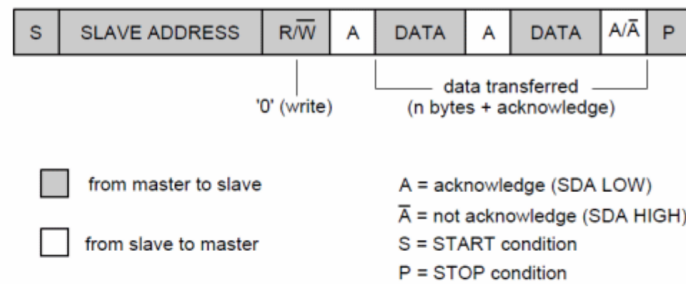 S SLAVE ADDRESS R/W̅ A DATA A DATA A/A̅ P
'0' (write)
data transferred
(n bytes + acknowledge)
from master to slave
from slave to master
A = acknowledge (SDA LOW)
A̅ = not acknowledge (SDA HIGH)
S = START condition
P = STOP condition